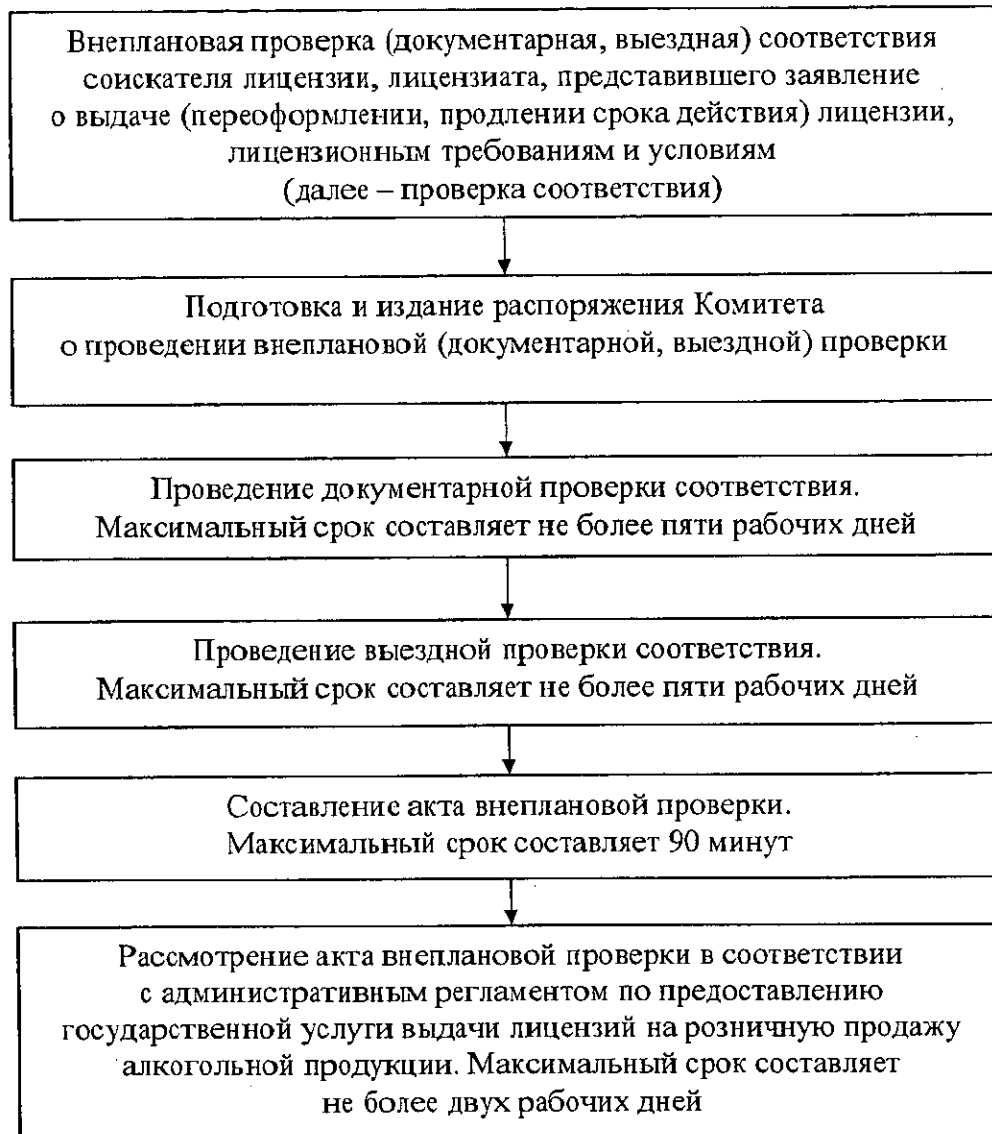 Внеплановая проверка (документарная, выездная) соответствия
соискателя лицензии, лицензиата, представившего заявление
о выдаче (переоформлении, продлении срока действия) лицензии,
лицензионным требованиям и условиям
(далее – проверка соответствия)
Подготовка и издание распоряжения Комитета
о проведении внеплановой (документарной, выездной) проверки
Проведение документарной проверки соответствия.
Максимальный срок составляет не более пяти рабочих дней
Проведение выездной проверки соответствия.
Максимальный срок составляет не более пяти рабочих дней
Составление акта внеплановой проверки.
Максимальный срок составляет 90 минут
Рассмотрение акта внеплановой проверки в соответствии
с административным регламентом по предоставлению
государственной услуги выдачи лицензий на розничную продажу
алкогольной продукции. Максимальный срок составляет
не более двух рабочих дней